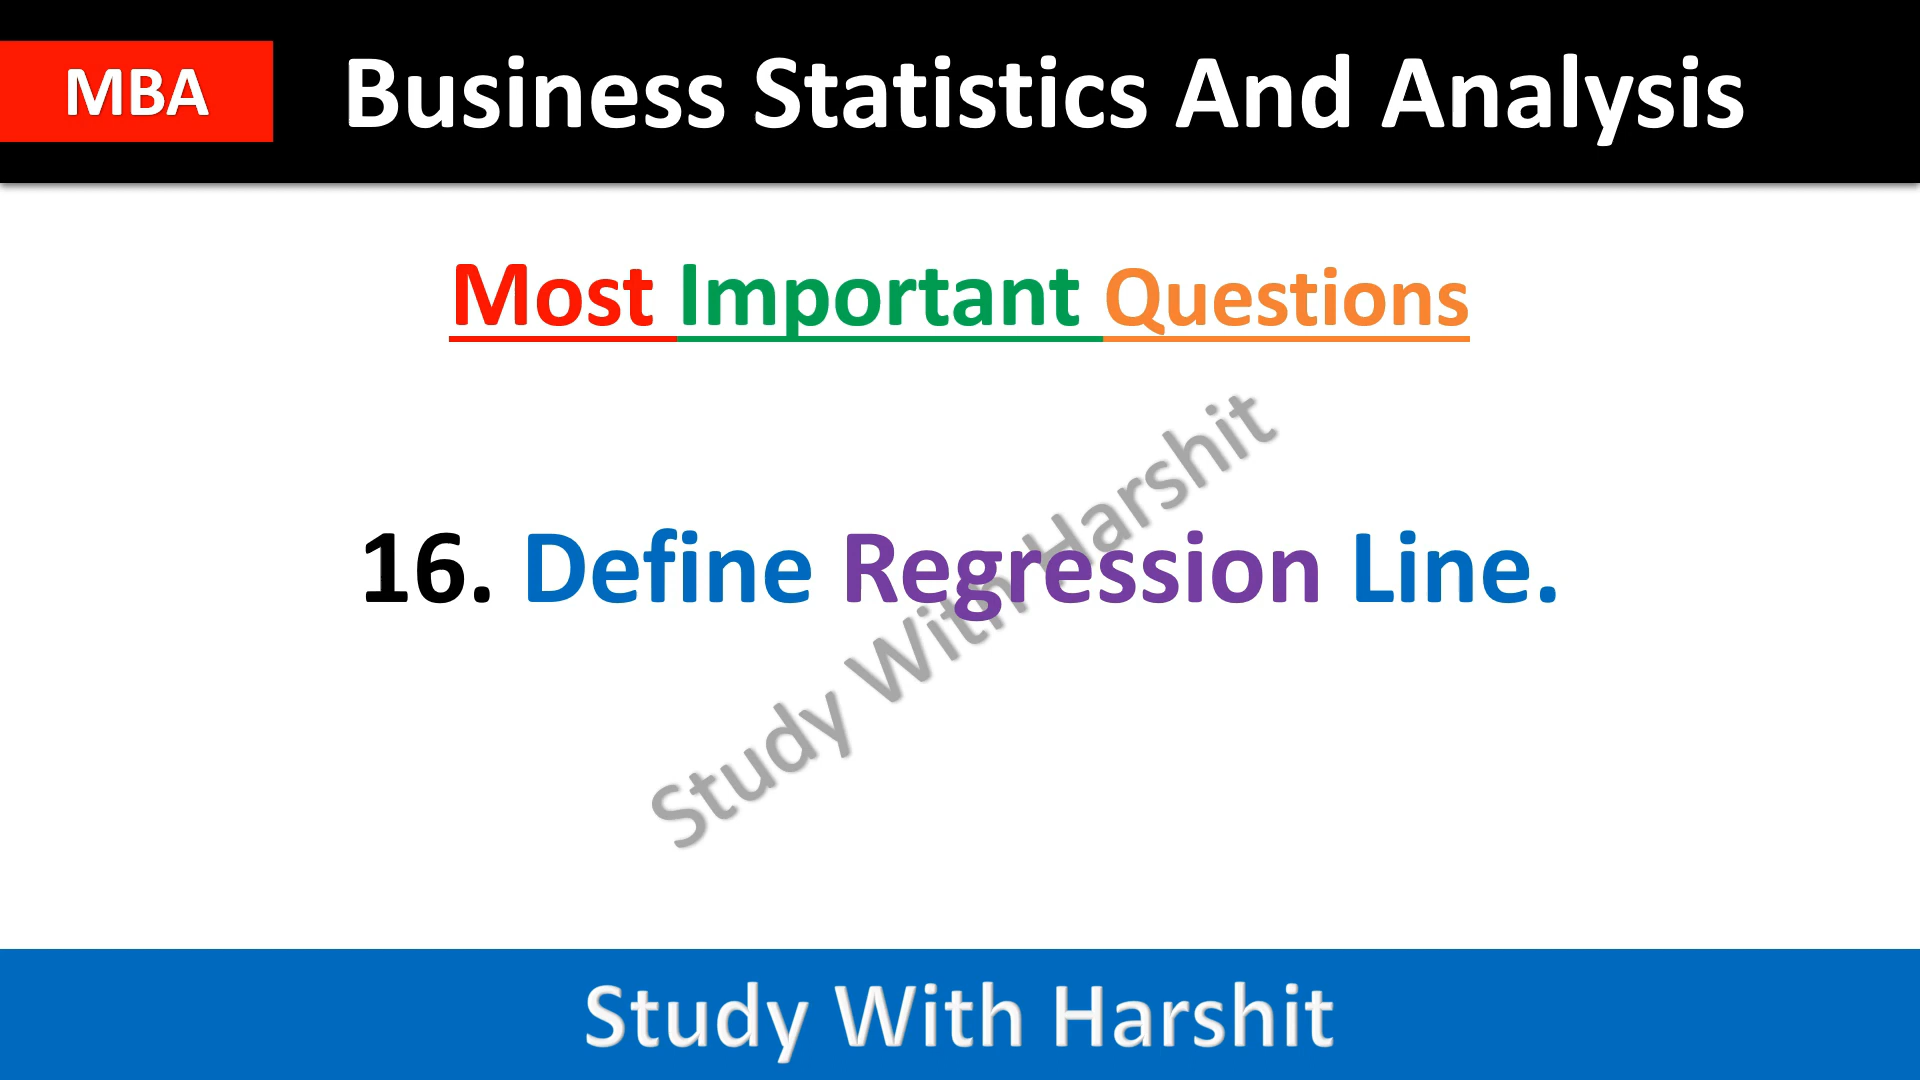 MBA
Business Statistics And Analysis
Most Important Questions
16. Define Regression Line.
Study With Harshit
Study With Harshit